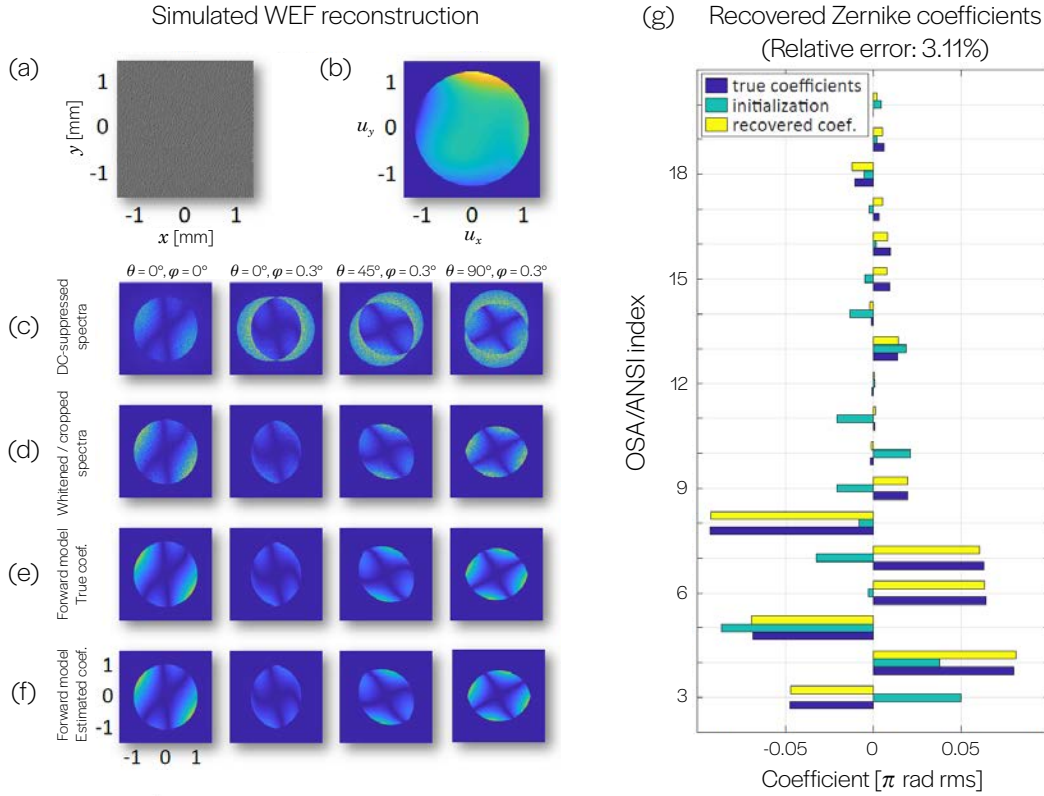 Simulated WEF reconstruction
(a)
1
0
-1
y [mm]
-1 0 1
x [mm]
(b)
1
0
-1
u_y
-1 0 1
u_x
θ = 0°, φ = 0°
θ = 0°, φ = 0.3°
θ = 45°, φ = 0.3°
θ = 90°, φ = 0.3°
(c)
DC-suppressed
spectra
(d)
Whitened / cropped
spectra
(e)
Forward model
True coef.
(f)
Forward model
Estimated coef.
1
0
-1
-1 0 1
(g)
Recovered Zernike coefficients
(Relative error: 3.11%)
true coefficients
initialization
recovered coef.
18
15
12
9
6
3
OSA/ANSI index
-0.05 0 0.05
Coefficient [π rad rms]